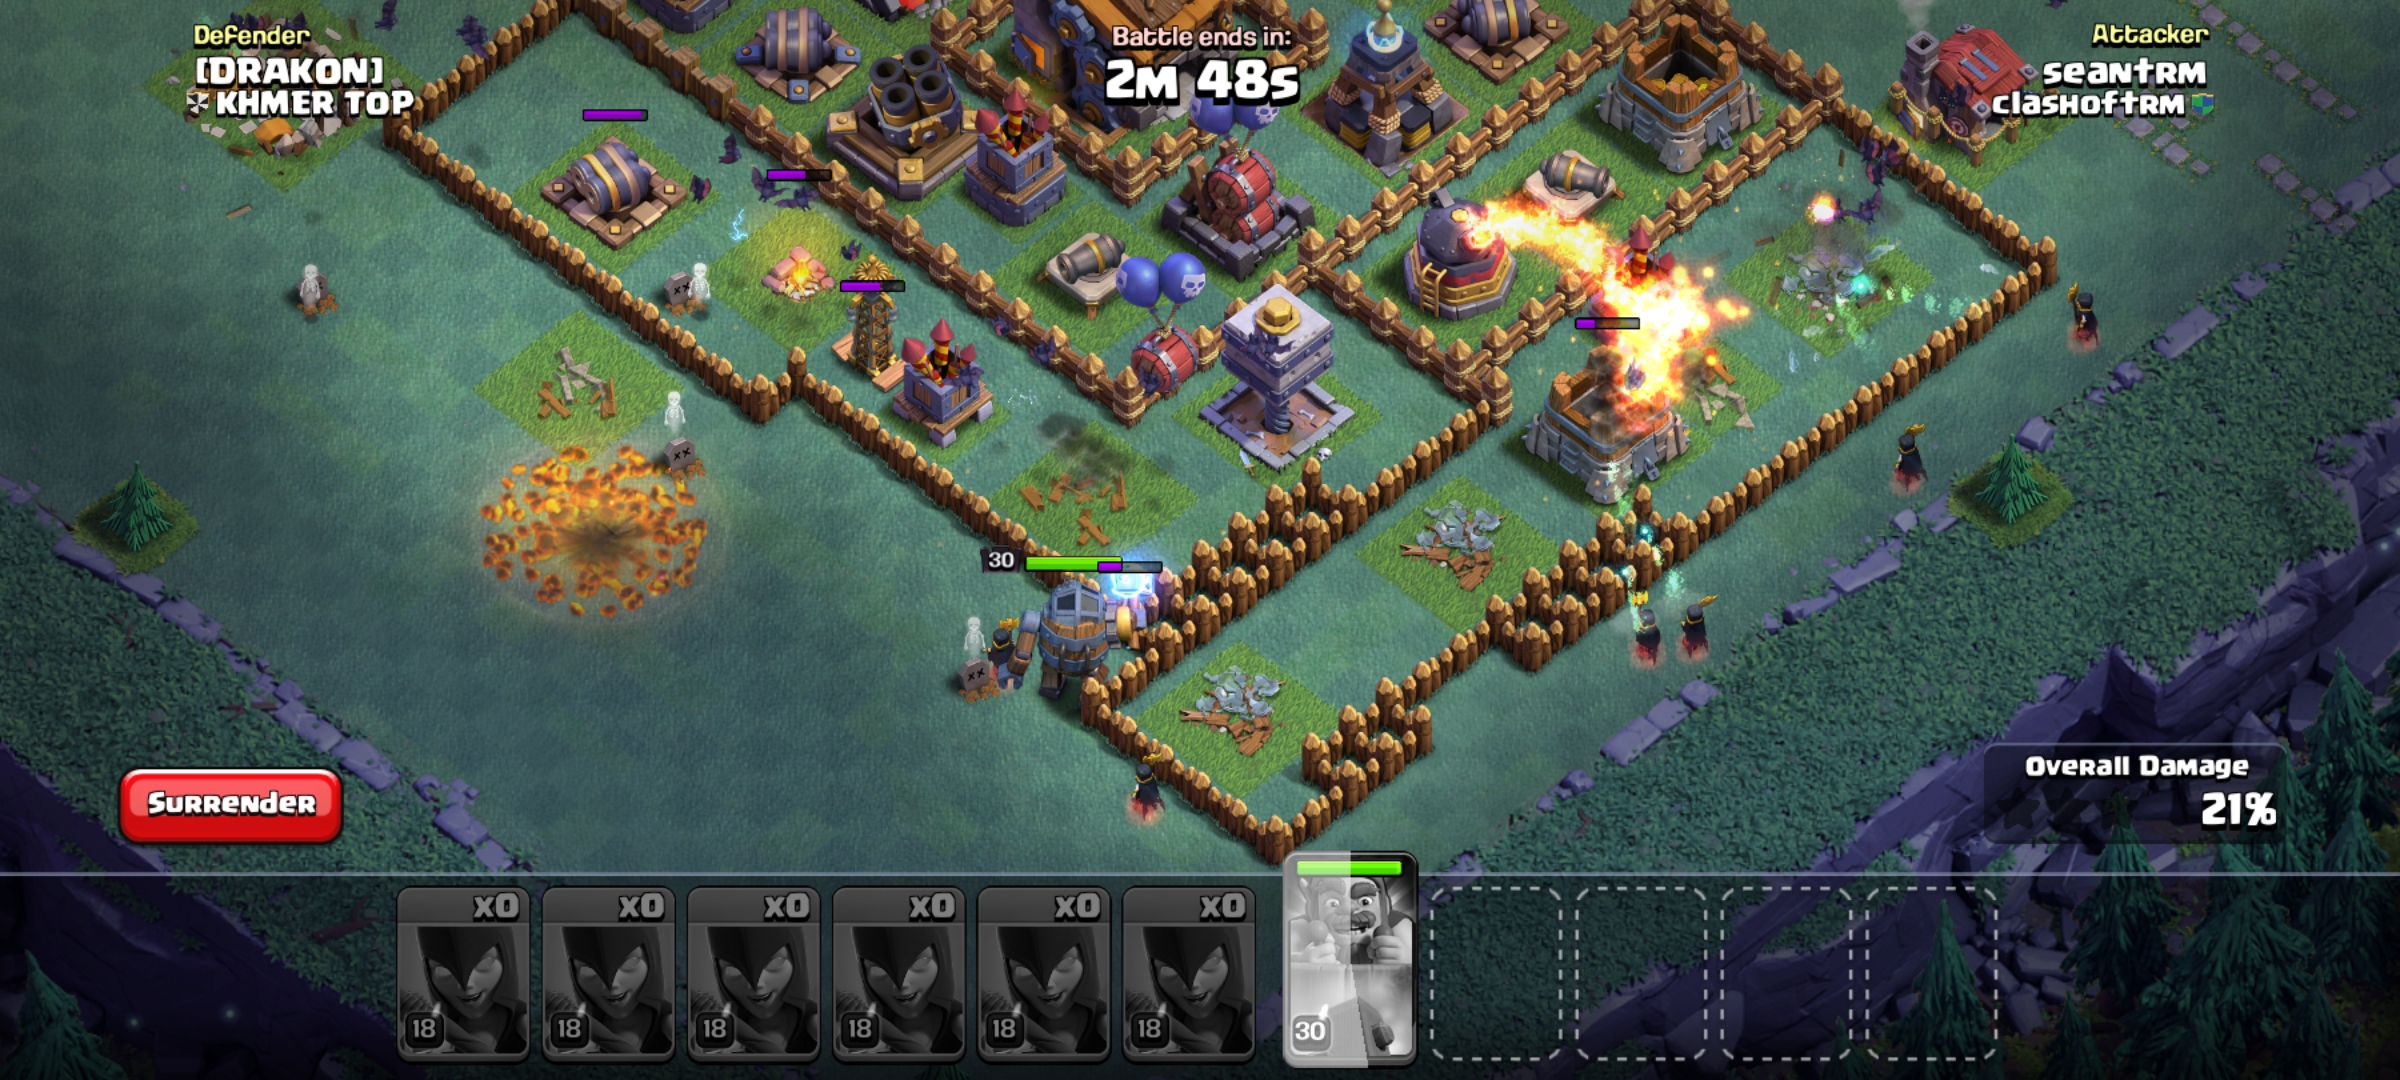 Defender
[DRAKON]
KHMER TOP
Battle ends in:
2M 48s
Attacker
seantRM
clashoftRM
30
Surrender
Overall Damage
21%
x0
x0
x0
x0
x0
x0
18
18
18
18
18
18
30